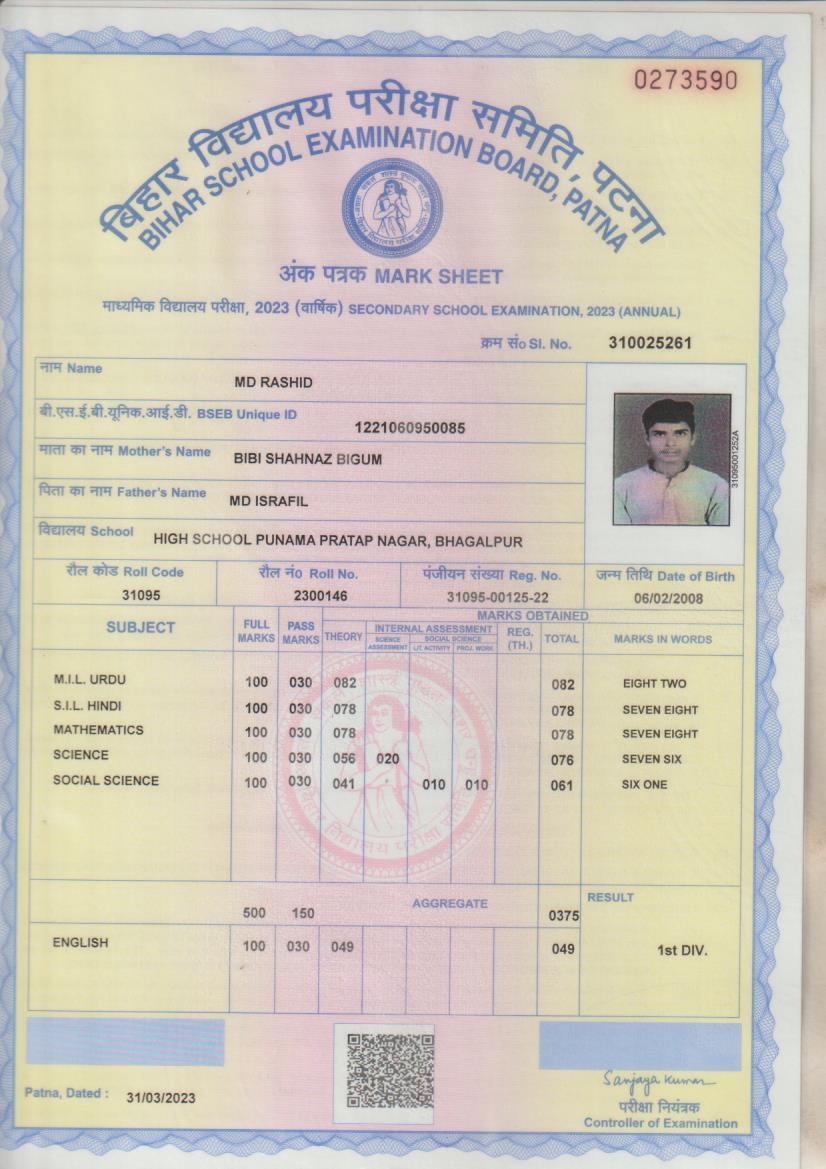 0273590
बिहार विद्यालय परीक्षा समिति, पटना
BIHAR SCHOOL EXAMINATION BOARD, PATNA
अंक पत्रक MARK SHEET
माध्यमिक विद्यालय परीक्षा, 2023 (वार्षिक) SECONDARY SCHOOL EXAMINATION, 2023 (ANNUAL)
क्रम सं० Sl. No. 310025261
नाम Name MD RASHID
बी.एस.ई.बी.यूनिक.आई.डी. BSEB Unique ID 1221060950085
माता का नाम Mother's Name BIBI SHAHNAZ BIGUM
पिता का नाम Father's Name MD ISRAFIL
विद्यालय School HIGH SCHOOL PUNAMA PRATAP NAGAR, BHAGALPUR
31095001252A
रौल कोड Roll Code रौल नं० Roll No. पंजीयन संख्या Reg. No. जन्म तिथि Date of Birth
31095 2300146 31095-00125-22 06/02/2008
MARKS OBTAINED
SUBJECT FULL MARKS PASS MARKS THEORY INTERNAL ASSESSMENT REG. (TH.) TOTAL MARKS IN WORDS
SCIENCE ASSESSMENT SOCIAL SCIENCE
LIT. ACTIVITY PROJ. WORK
M.I.L. URDU 100 030 082 082 EIGHT TWO
S.I.L. HINDI 100 030 078 078 SEVEN EIGHT
MATHEMATICS 100 030 078 078 SEVEN EIGHT
SCIENCE 100 030 056 020 076 SEVEN SIX
SOCIAL SCIENCE 100 030 041 010 010 061 SIX ONE
500 150 AGGREGATE 0375 RESULT
ENGLISH 100 030 049 049 1st DIV.
Patna, Dated : 31/03/2023
Sanjaya Kumar
परीक्षा नियंत्रक
Controller of Examination